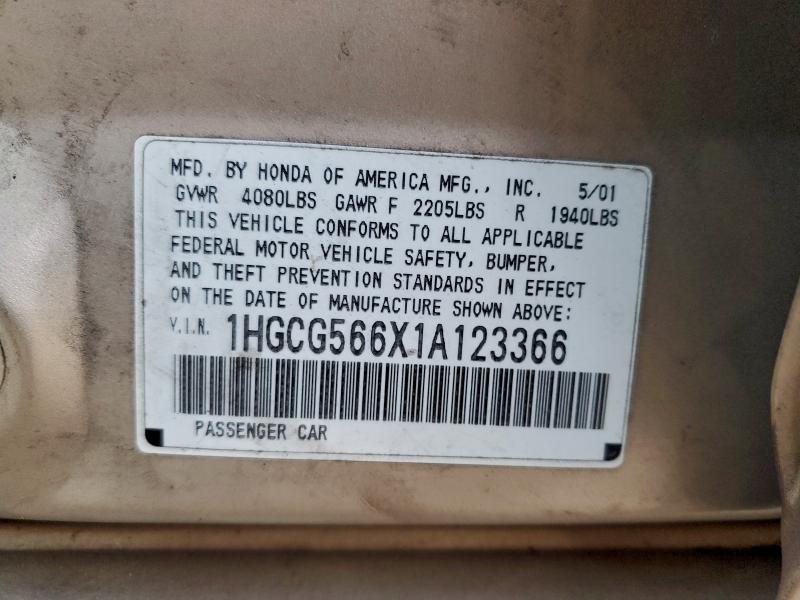 MFD. BY HONDA OF AMERICA MFG., INC. 5/01
GVWR 4080LBS GAWR F 2205LBS R 1940LBS
THIS VEHICLE CONFORMS TO ALL APPLICABLE
FEDERAL MOTOR VEHICLE SAFETY, BUMPER,
AND THEFT PREVENTION STANDARDS IN EFFECT
ON THE DATE OF MANUFACTURE SHOWN ABOVE:
V.I.N. 1HGCG566X1A123366
PASSENGER CAR